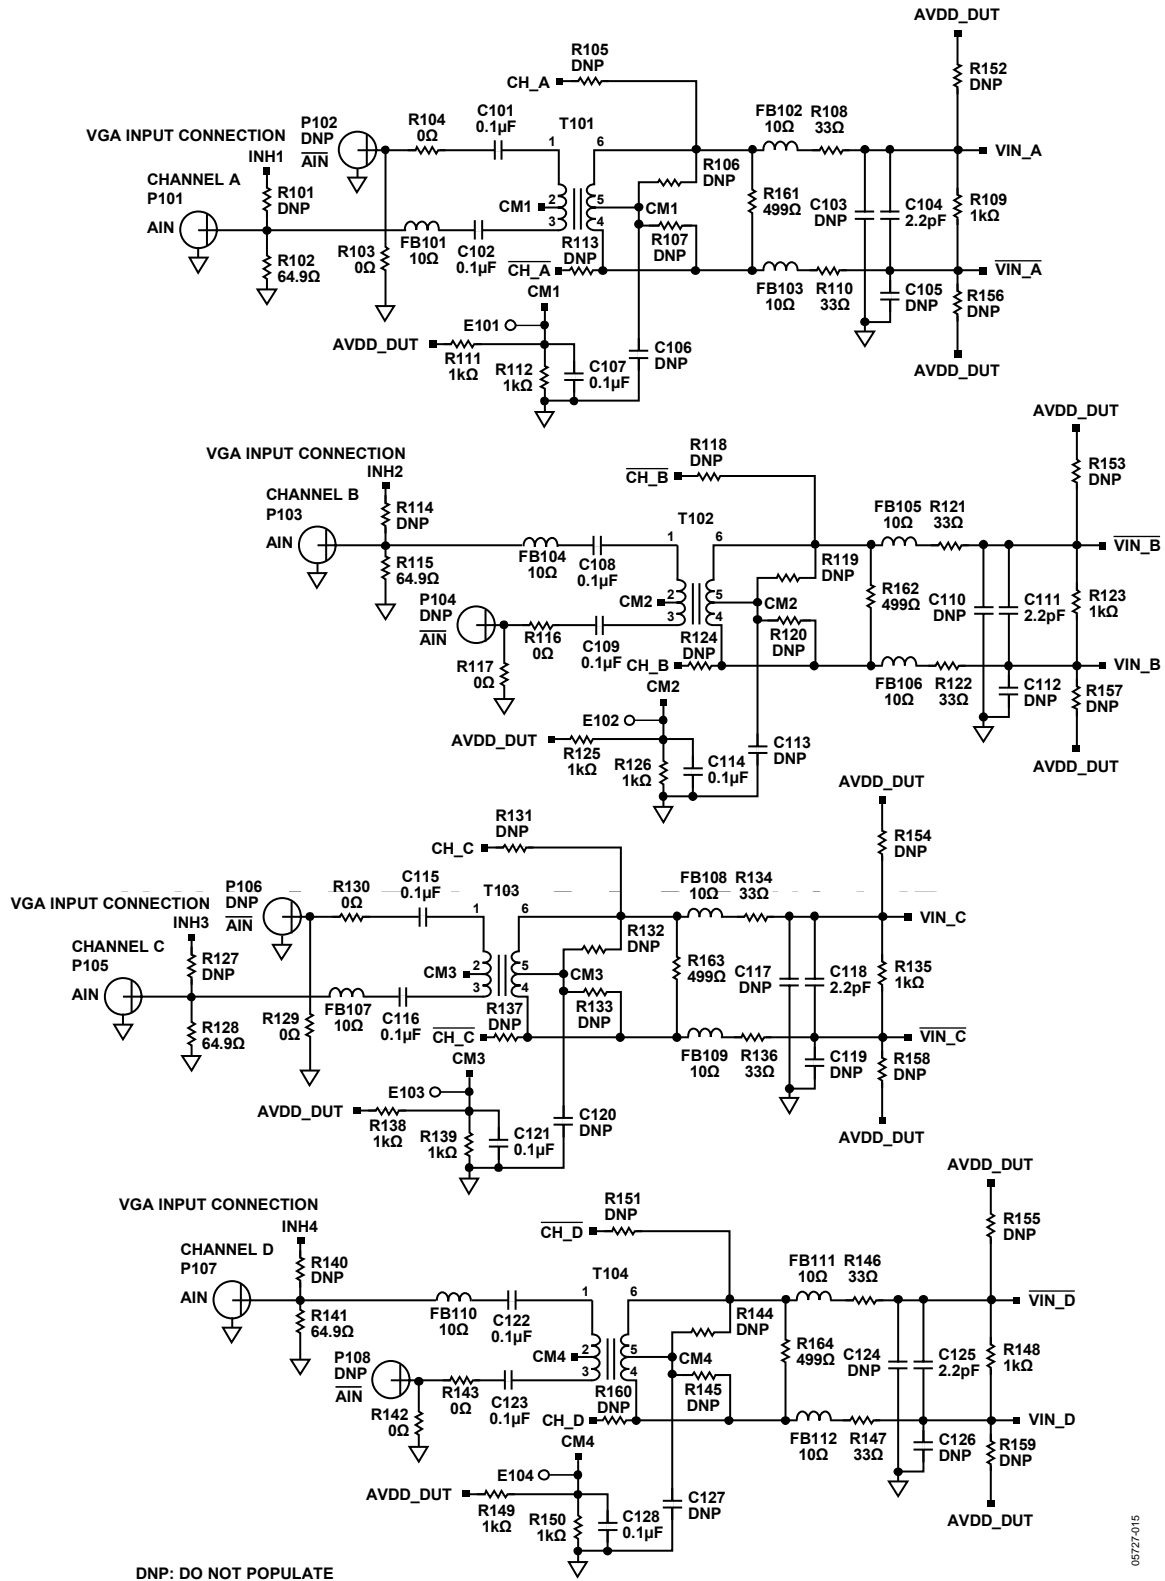 AVDD_DUT
R105
DNP
CH_A
R152
DNP
VGA INPUT CONNECTION
INH1
P102
DNP
AIN
R104
0Ω
C101
0.1µF
T101
1
2
3
6
5
4
FB102
10Ω
R108
33Ω
VIN_A
CHANNEL A
P101
AIN
R101
DNP
R102
64.9Ω
R103
0Ω
FB101
10Ω
C102
0.1µF
CM1
CM1
R106
DNP
R107
DNP
R113
DNP
CH_A
R161
499Ω
C103
DNP
C104
2.2pF
R109
1kΩ
FB103
10Ω
R110
33Ω
C105
DNP
VIN_A
R156
DNP
AVDD_DUT
CM1
E101
AVDD_DUT
R111
1kΩ
R112
1kΩ
C107
0.1µF
C106
DNP
AVDD_DUT
R118
DNP
CH_B
R153
DNP
VGA INPUT CONNECTION
INH2
CHANNEL B
P103
AIN
R114
DNP
R115
64.9Ω
FB104
10Ω
C108
0.1µF
T102
1
2
3
6
5
4
FB105
10Ω
R121
33Ω
VIN_B
P104
DNP
AIN
R116
0Ω
R117
0Ω
C109
0.1µF
CM2
CM2
R119
DNP
R120
DNP
R124
DNP
CH_B
R162
499Ω
C110
DNP
C111
2.2pF
R123
1kΩ
FB106
10Ω
R122
33Ω
C112
DNP
VIN_B
R157
DNP
AVDD_DUT
CM2
E102
AVDD_DUT
R125
1kΩ
R126
1kΩ
C114
0.1µF
C113
DNP
AVDD_DUT
R131
DNP
CH_C
R154
DNP
VGA INPUT CONNECTION
INH3
P106
DNP
AIN
R130
0Ω
C115
0.1µF
T103
1
2
3
6
5
4
FB108
10Ω
R134
33Ω
VIN_C
CHANNEL C
P105
AIN
R127
DNP
R128
64.9Ω
R129
0Ω
FB107
10Ω
C116
0.1µF
CM3
CM3
R132
DNP
R133
DNP
R137
DNP
CH_C
R163
499Ω
C117
DNP
C118
2.2pF
R135
1kΩ
FB109
10Ω
R136
33Ω
C119
DNP
VIN_C
R158
DNP
AVDD_DUT
CM3
E103
AVDD_DUT
R138
1kΩ
R139
1kΩ
C121
0.1µF
C120
DNP
AVDD_DUT
R151
DNP
CH_D
R155
DNP
VGA INPUT CONNECTION
INH4
CHANNEL D
P107
AIN
R140
DNP
R141
64.9Ω
FB110
10Ω
C122
0.1µF
T104
1
2
3
6
5
4
FB111
10Ω
R146
33Ω
VIN_D
P108
DNP
AIN
R143
0Ω
R142
0Ω
C123
0.1µF
CM4
CM4
R144
DNP
R145
DNP
R160
DNP
CH_D
R164
499Ω
C124
DNP
C125
2.2pF
R148
1kΩ
FB112
10Ω
R147
33Ω
C126
DNP
VIN_D
R159
DNP
AVDD_DUT
CM4
E104
AVDD_DUT
R149
1kΩ
R150
1kΩ
C128
0.1µF
C127
DNP
DNP: DO NOT POPULATE
05727-015